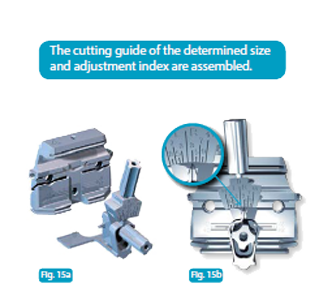 The cutting guide of the determined size
and adjustment index are assembled.
Fig. 15a
Fig. 15b